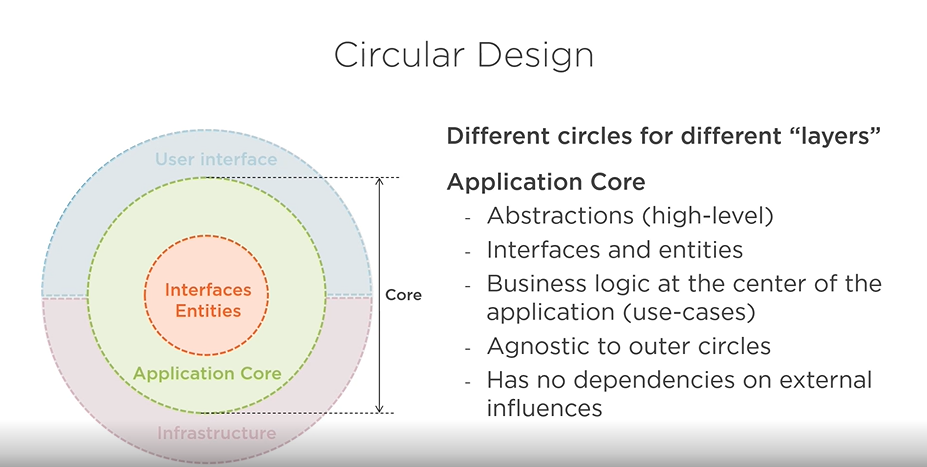 Circular Design
User interface
Interfaces
Entities
Application Core
Infrastructure
Core
Different circles for different “layers”
Application Core
- Abstractions (high-level)
- Interfaces and entities
- Business logic at the center of the
application (use-cases)
- Agnostic to outer circles
- Has no dependencies on external
influences